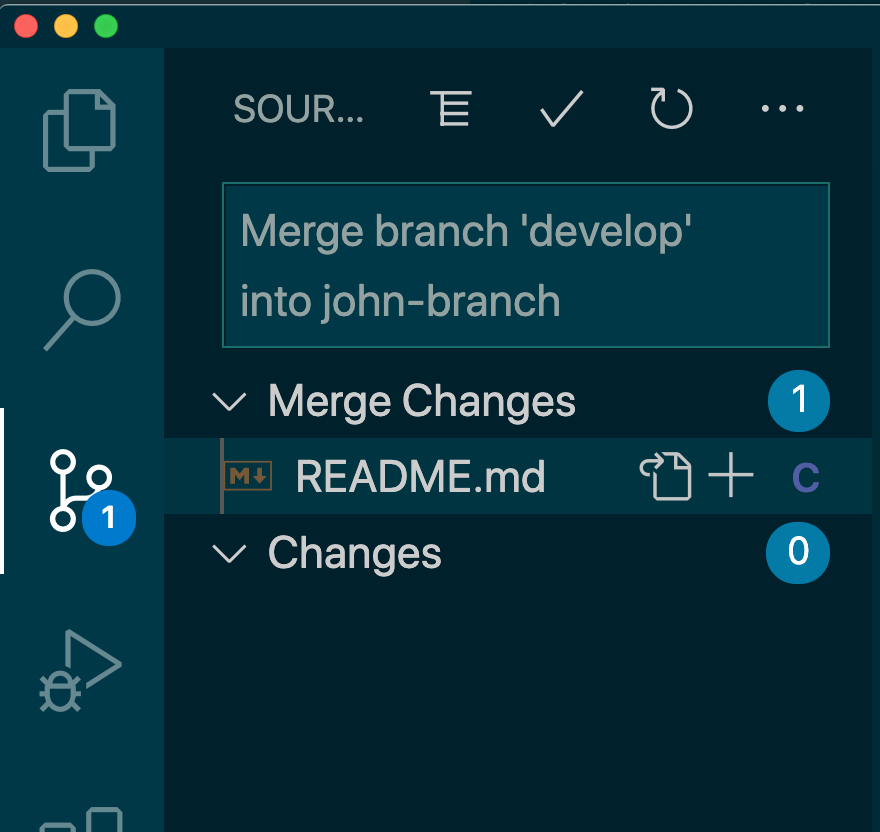 SOUR...
Merge branch 'develop'
into john-branch
Merge Changes 1
M README.md C
1
Changes 0